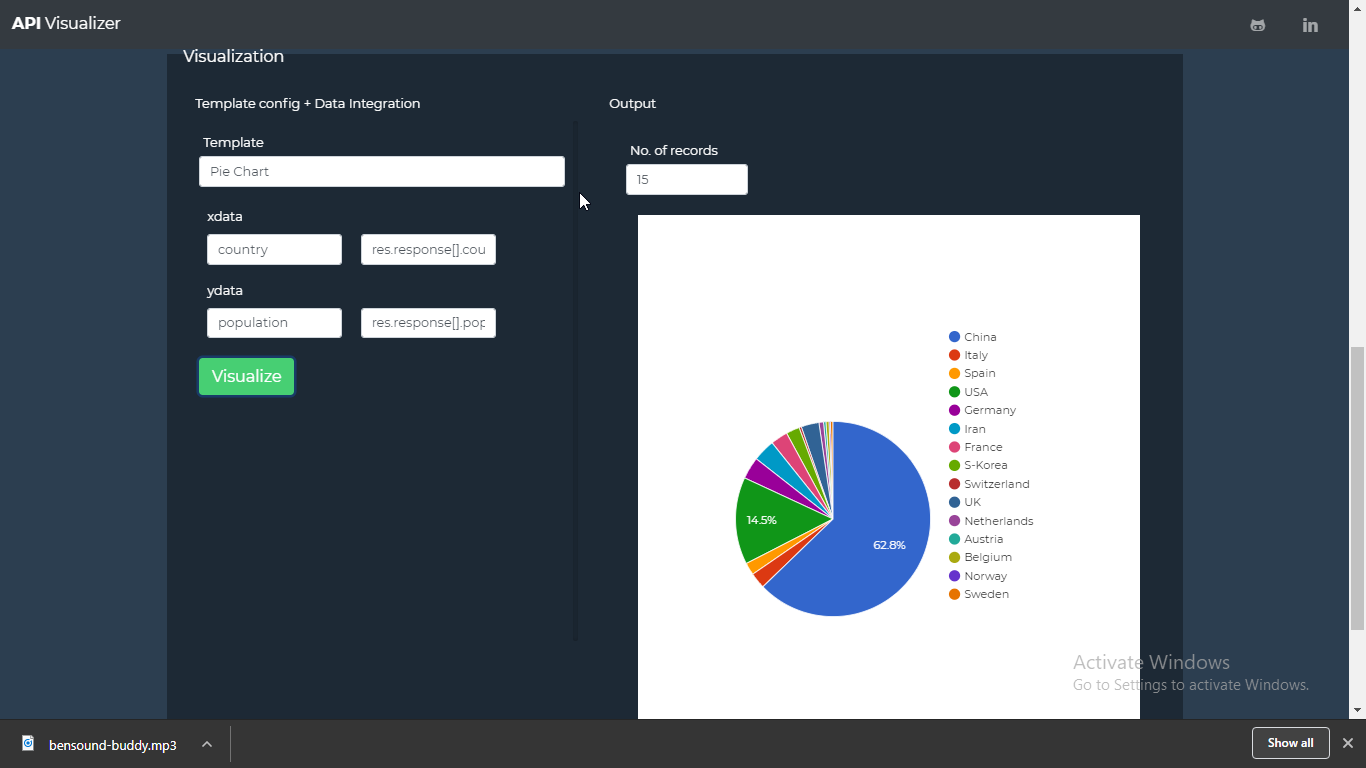 API Visualizer
Visualization
Template config + Data Integration
Output
Template
No. of records
Pie Chart
15
xdata
country
res.response[].cou
ydata
population
res.response[].pop
Visualize
China
Italy
Spain
USA
Germany
Iran
France
S-Korea
Switzerland
UK
Netherlands
Austria
Belgium
Norway
Sweden
14.5%
62.8%
Activate Windows
Go to Settings to activate Windows.
bensound-buddy.mp3
Show all